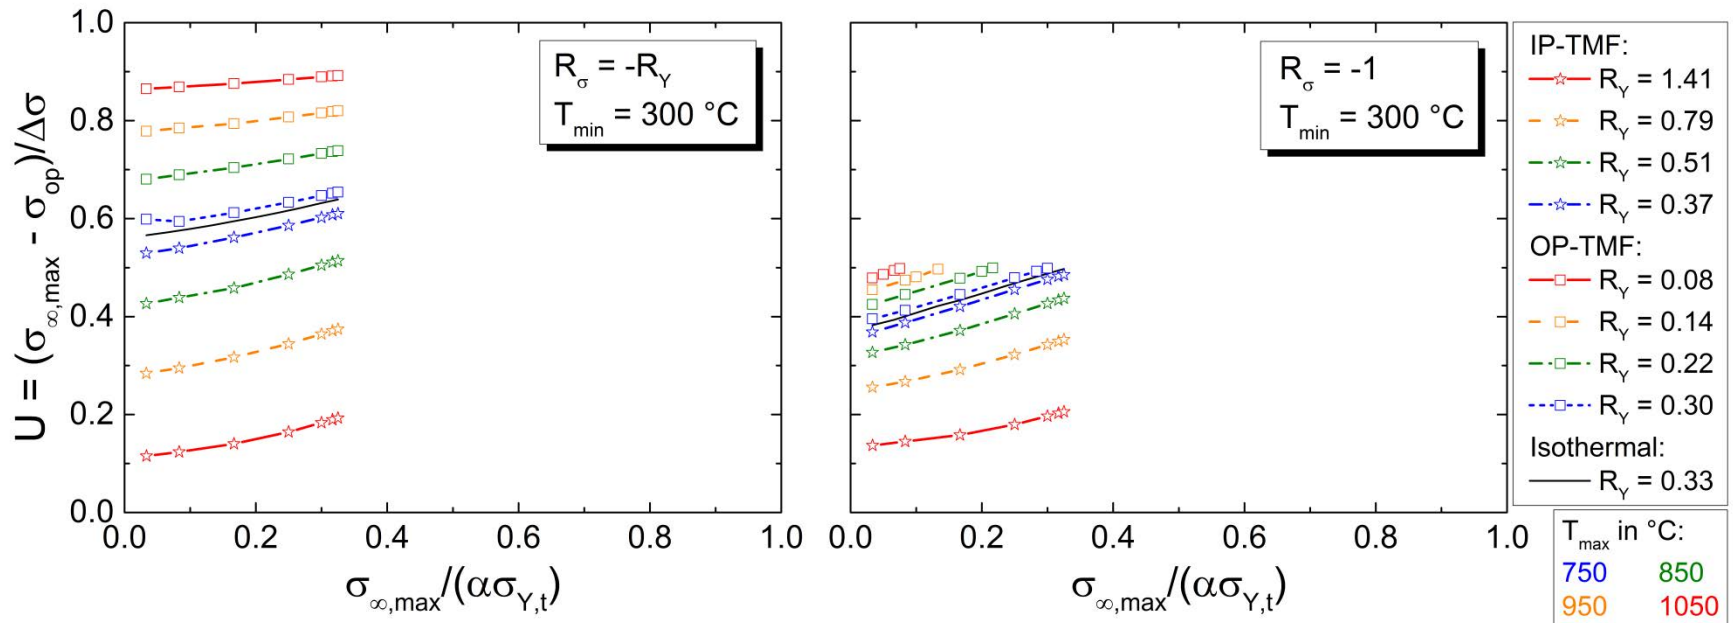 U = (σ∞,max - σop)/Δσ
1.0
0.8
0.6
0.4
0.2
0.0
0.0 0.2 0.4 0.6 0.8 1.0
σ∞,max/(ασY,t)
Rσ = -RY
Tmin = 300 °C
0.0 0.2 0.4 0.6 0.8 1.0
σ∞,max/(ασY,t)
Rσ = -1
Tmin = 300 °C
IP-TMF:
RY = 1.41
RY = 0.79
RY = 0.51
RY = 0.37
OP-TMF:
RY = 0.08
RY = 0.14
RY = 0.22
RY = 0.30
Isothermal:
RY = 0.33
Tmax in °C:
750 850
950 1050